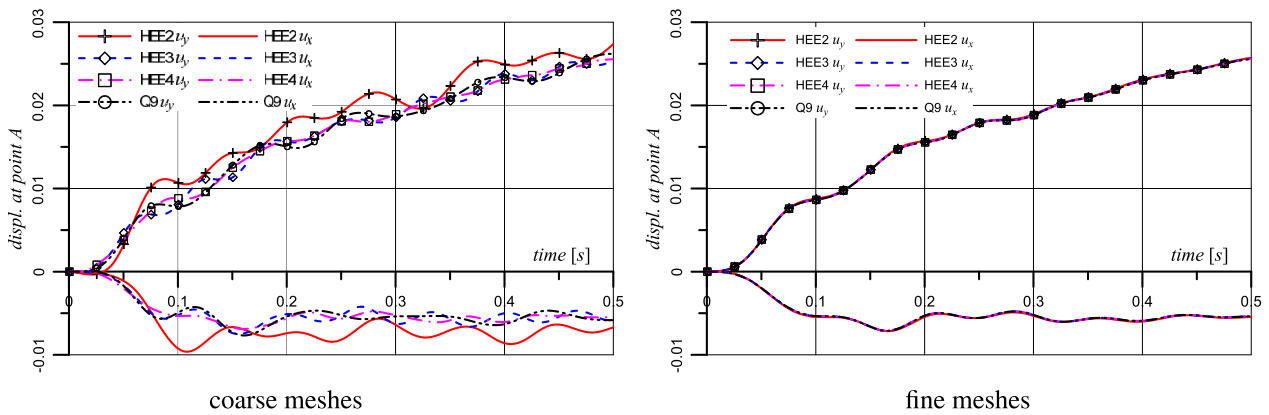 0.03
HEE2 u_y HEE2 u_x
HEE3 u_y HEE3 u_x
HEE4 u_y HEE4 u_x
Q9 u_y Q9 u_x
0.02
0.01
0
-0.01
displ. at point A
time [s]
0 0.1 0.2 0.3 0.4 0.5
coarse meshes
0.03
HEE2 u_y HEE2 u_x
HEE3 u_y HEE3 u_x
HEE4 u_y HEE4 u_x
Q9 u_y Q9 u_x
0.02
0.01
0
-0.01
displ. at point A
time [s]
0 0.1 0.2 0.3 0.4 0.5
fine meshes